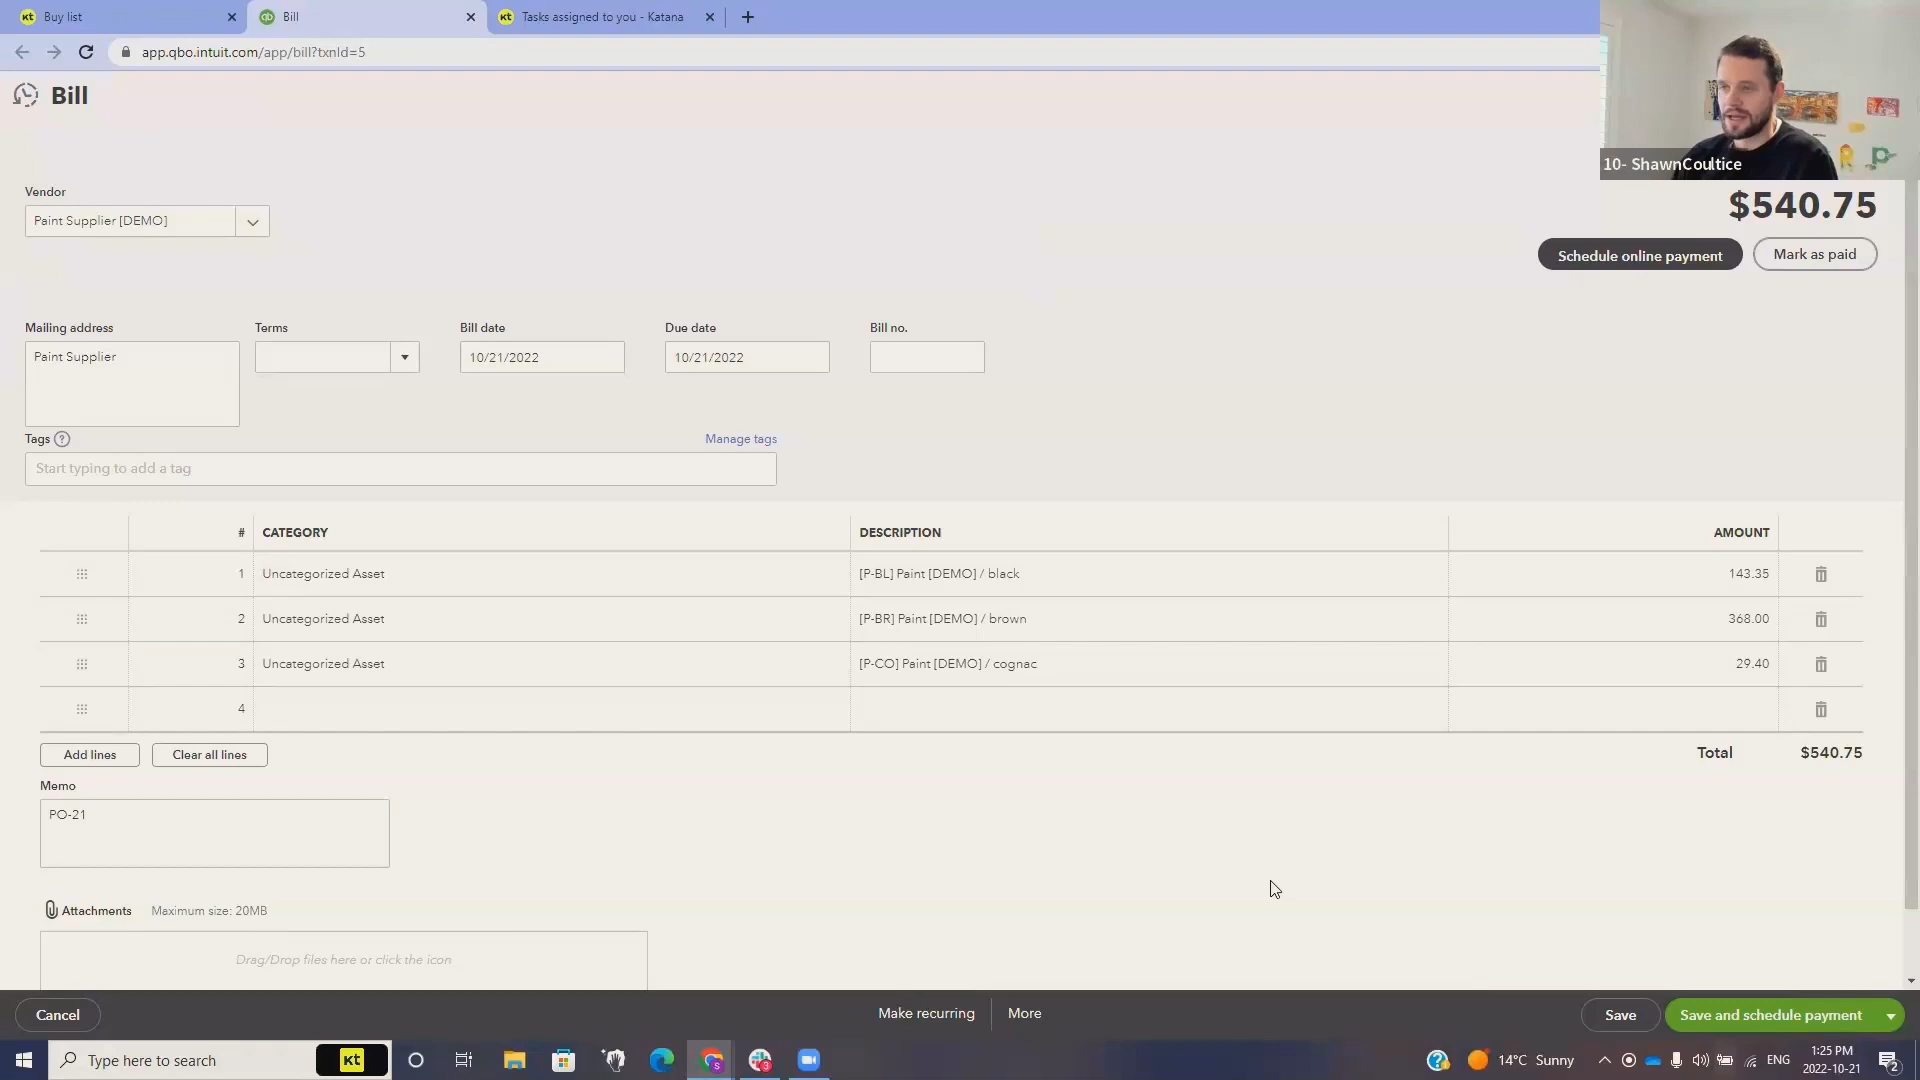 kt Buy list
qb Bill
kt Tasks assigned to you - Katana
app.qbo.intuit.com/app/bill?txnId=5
Bill
10- ShawnCoultice
Vendor
Paint Supplier [DEMO]
$540.75
Schedule online payment
Mark as paid
Mailing address
Terms
Bill date
Due date
Bill no.
Paint Supplier
10/21/2022
10/21/2022
Tags ?
Manage tags
Start typing to add a tag
# CATEGORY DESCRIPTION AMOUNT
1 Uncategorized Asset [P-BL] Paint [DEMO] / black 143.35
2 Uncategorized Asset [P-BR] Paint [DEMO] / brown 368.00
3 Uncategorized Asset [P-CO] Paint [DEMO] / cognac 29.40
4
Add lines
Clear all lines
Total $540.75
Memo
PO-21
Attachments Maximum size: 20MB
Drag/Drop files here or click the icon
Cancel
Make recurring
More
Save
Save and schedule payment
Type here to search
kt
S
3
?
14°C Sunny
ENG
1:25 PM
2022-10-21
2